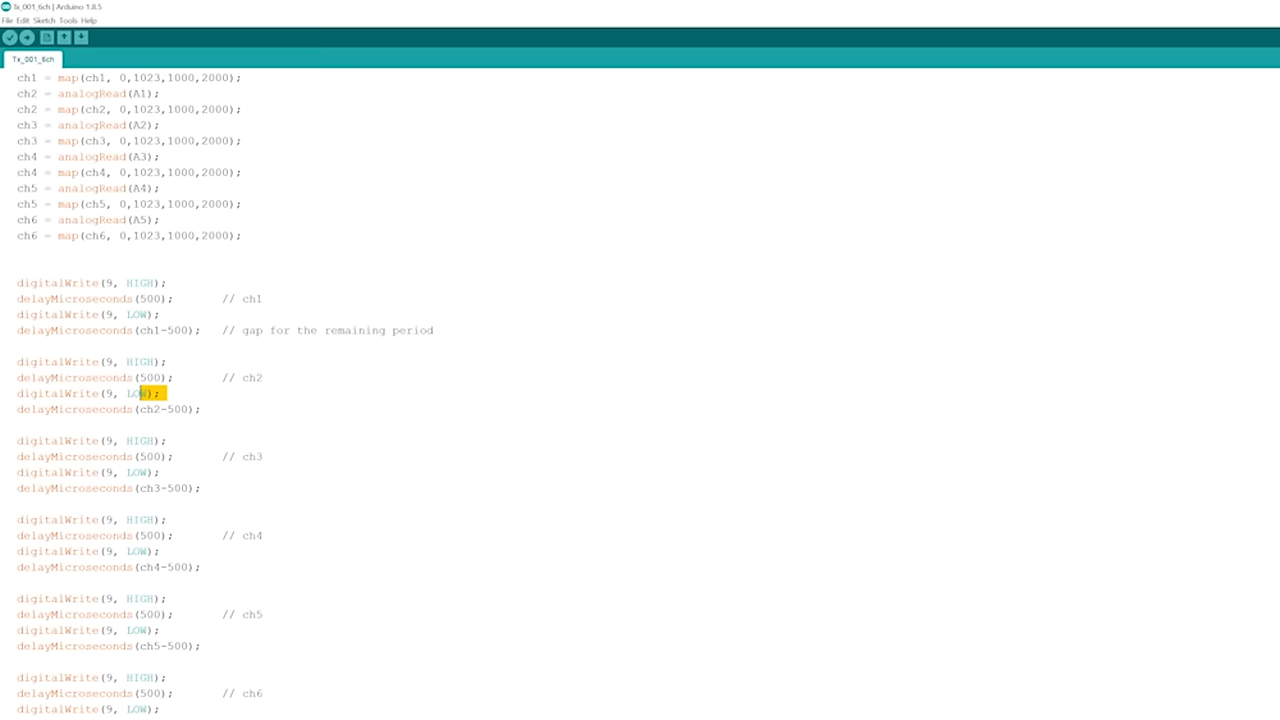 Tx_001_6ch | Arduino 1.8.5
File Edit Sketch Tools Help
Tx_001_6ch
ch1 = map(ch1, 0,1023,1000,2000);
ch2 = analogRead(A1);
ch2 = map(ch2, 0,1023,1000,2000);
ch3 = analogRead(A2);
ch3 = map(ch3, 0,1023,1000,2000);
ch4 = analogRead(A3);
ch4 = map(ch4, 0,1023,1000,2000);
ch5 = analogRead(A4);
ch5 = map(ch5, 0,1023,1000,2000);
ch6 = analogRead(A5);
ch6 = map(ch6, 0,1023,1000,2000);
digitalWrite(9, HIGH);
delayMicroseconds(500); // ch1
digitalWrite(9, LOW);
delayMicroseconds(ch1-500); // gap for the remaining period
digitalWrite(9, HIGH);
delayMicroseconds(500); // ch2
digitalWrite(9, LOW);
delayMicroseconds(ch2-500);
digitalWrite(9, HIGH);
delayMicroseconds(500); // ch3
digitalWrite(9, LOW);
delayMicroseconds(ch3-500);
digitalWrite(9, HIGH);
delayMicroseconds(500); // ch4
digitalWrite(9, LOW);
delayMicroseconds(ch4-500);
digitalWrite(9, HIGH);
delayMicroseconds(500); // ch5
digitalWrite(9, LOW);
delayMicroseconds(ch5-500);
digitalWrite(9, HIGH);
delayMicroseconds(500); // ch6
digitalWrite(9, LOW);